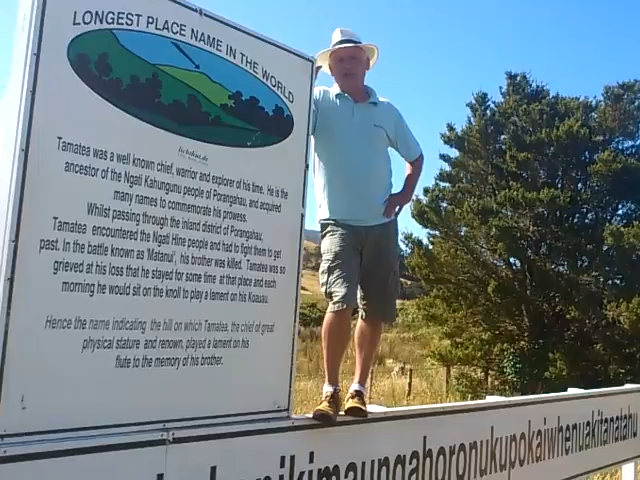 LONGEST PLACE NAME IN THE WORLD
Tamatea was a well known chief, warrior and explorer of his time. He is the
ancestor of the Ngati Kahungunu people of Porangahau, and acquired
many names to commemorate his prowess.
Whilst passing through the inland district of Porangahau,
Tamatea encountered the Ngati Hine people and had to fight them to get
past. In the battle known as 'Matanui', his brother was killed. Tamatea was so
grieved at his loss that he stayed for some time at that place and each
morning he would sit on the knoll to play a lament on his Koauau.
Hence the name indicating the hill on which Tamatea, the chief of great
physical stature and renown, played a lament on his
flute to the memory of his brother.
pikimaungahoronukupokaiwhenuakitanatahu